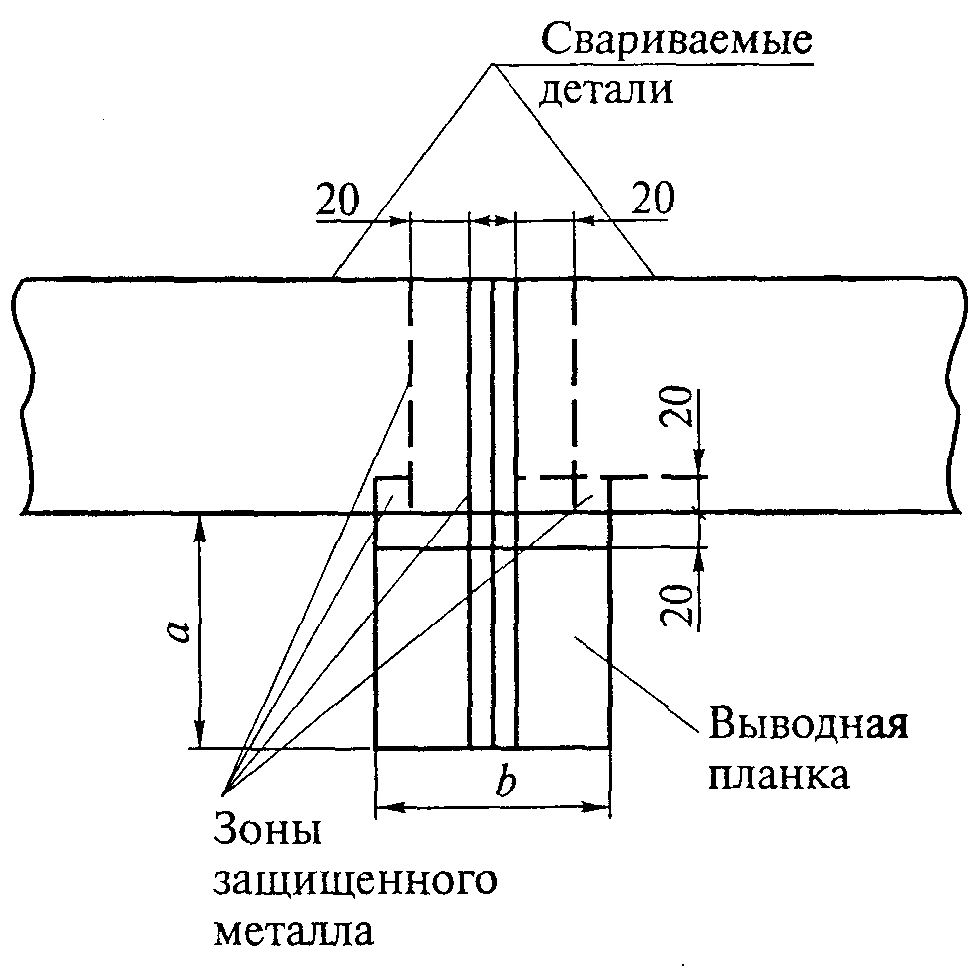 Свариваемые
детали
20
20
20
20
a
Выводная
планка
b
Зоны
защищенного
металла